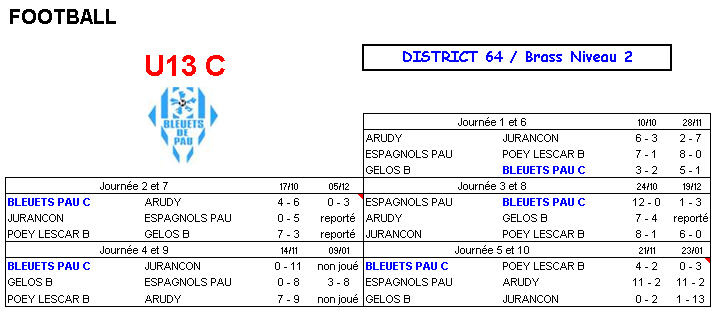 FOOTBALL
U13 C
DISTRICT 64 / Brass Niveau 2
BLEUETS
DE
PAU
Journée 1 et 6 10/10 28/11
ARUDY JURANCON 6 - 3 2 - 7
ESPAGNOLS PAU POEY LESCAR B 7 - 1 8 - 0
GELOS B BLEUETS PAU C 3 - 2 5 - 1
Journée 2 et 7 17/10 05/12
BLEUETS PAU C ARUDY 4 - 6 0 - 3
JURANCON ESPAGNOLS PAU 0 - 5 reporté
POEY LESCAR B GELOS B 7 - 3 reporté
Journée 3 et 8 24/10 19/12
ESPAGNOLS PAU BLEUETS PAU C 12 - 0 1 - 3
ARUDY GELOS B 7 - 4 reporté
JURANCON POEY LESCAR B 8 - 1 6 - 0
Journée 4 et 9 14/11 09/01
BLEUETS PAU C JURANCON 0 - 11 non joué
GELOS B ESPAGNOLS PAU 0 - 8 3 - 8
POEY LESCAR B ARUDY 7 - 9 non joué
Journée 5 et 10 21/11 23/01
BLEUETS PAU C POEY LESCAR B 4 - 2 0 - 3
ESPAGNOLS PAU ARUDY 11 - 2 11 - 2
GELOS B JURANCON 0 - 2 1 - 13